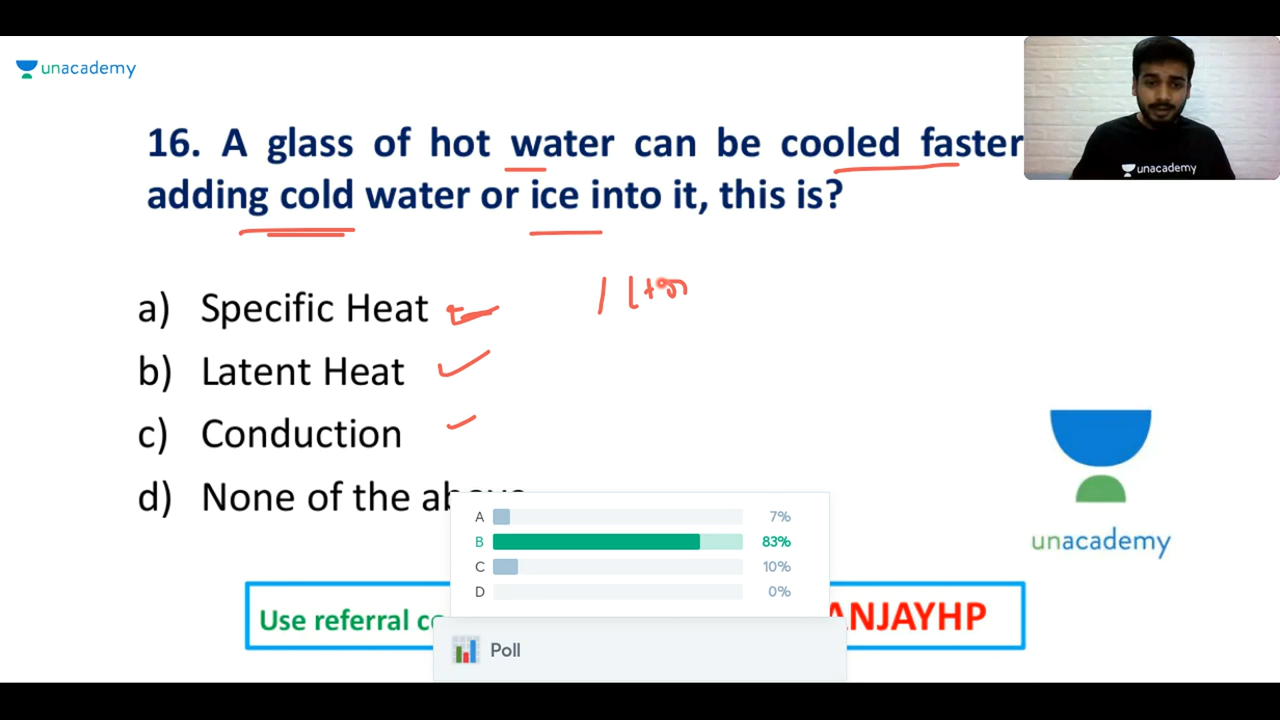 unacademy
unacademy
16. A glass of hot water can be cooled faster
adding cold water or ice into it, this is?
a) Specific Heat
b) Latent Heat
c) Conduction
d) None of the above
unacademy
A 7%
B 83%
C 10%
D 0%
Use referral co
ANJAYHP
Poll